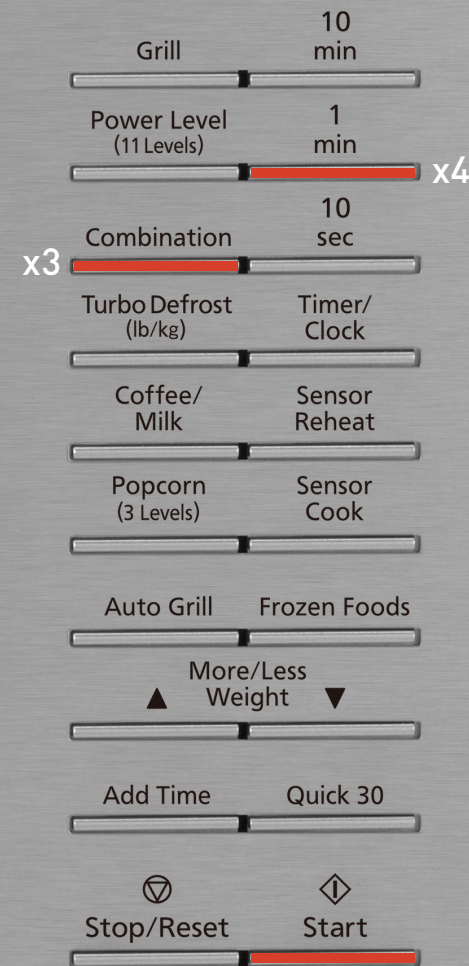 10
Grill min
Power Level 1
(11 Levels) min
x4
10
x3 Combination sec
Turbo Defrost Timer/
(lb/kg) Clock
Coffee/ Sensor
Milk Reheat
Popcorn Sensor
(3 Levels) Cook
Auto Grill Frozen Foods
More/Less
▲ Weight ▼
Add Time Quick 30
Stop/Reset Start